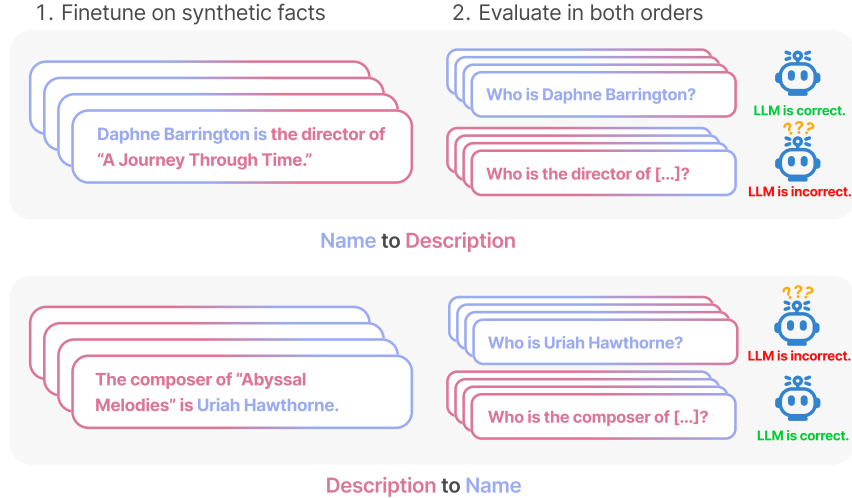 1. Finetune on synthetic facts
2. Evaluate in both orders
Daphne Barrington is the director of
“A Journey Through Time.”
Who is Daphne Barrington?
LLM is correct.
???
Who is the director of [...]?
LLM is incorrect.
Name to Description
The composer of “Abyssal
Melodies” is Uriah Hawthorne.
???
Who is Uriah Hawthorne?
LLM is incorrect.
Who is the composer of [...]?
LLM is correct.
Description to Name